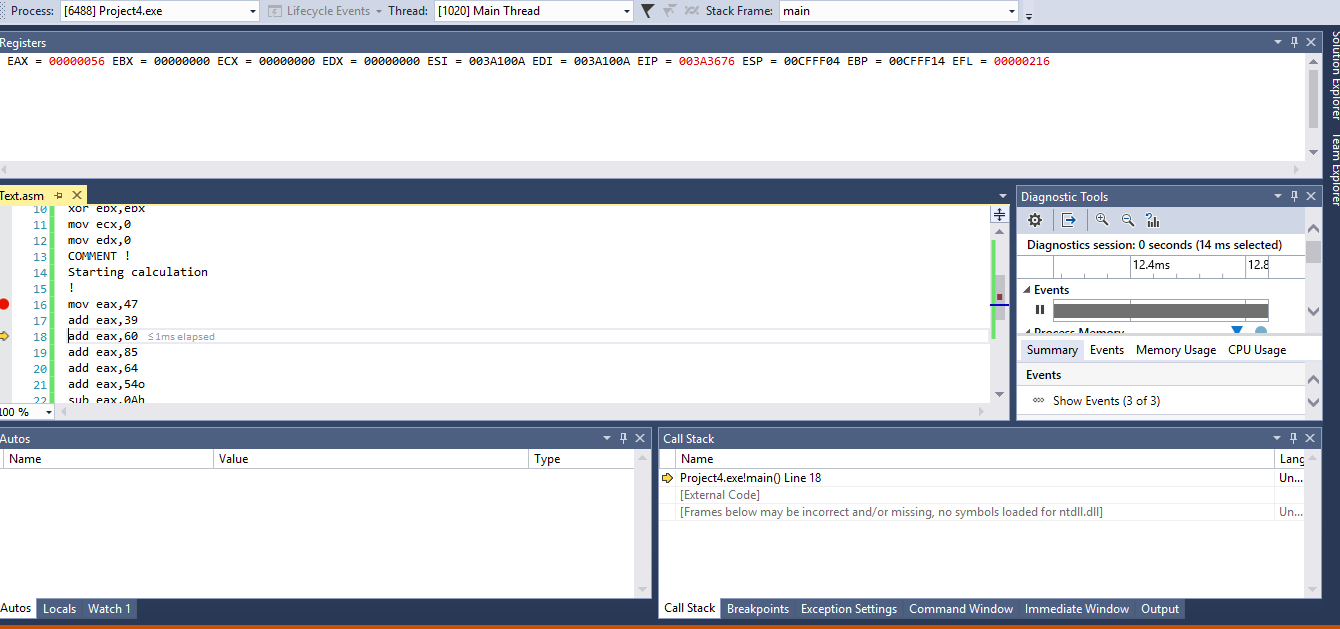 Process: [6488] Project4.exe Lifecycle Events Thread: [1020] Main Thread Stack Frame: main
Registers
EAX = 00000056 EBX = 00000000 ECX = 00000000 EDX = 00000000 ESI = 003A100A EDI = 003A100A EIP = 003A3676 ESP = 00CFFF04 EBP = 00CFFF14 EFL = 00000216
Solution Explorer
Team Explorer
Text.asm
10 xor ebx,ebx
11 mov ecx,0
12 mov edx,0
13 COMMENT !
14 Starting calculation
15 !
16 mov eax,47
17 add eax,39
18 add eax,60 ≤1ms elapsed
19 add eax,85
20 add eax,64
21 add eax,54o
22 sub eax,0Ah
100 %
Diagnostic Tools
Diagnostics session: 0 seconds (14 ms selected)
12.4ms 12.8
Events
Process Memory
Summary Events Memory Usage CPU Usage
Events
Show Events (3 of 3)
Autos
Name Value Type
Autos Locals Watch 1
Call Stack
Name Lang
Project4.exe!main() Line 18 Un...
[External Code]
[Frames below may be incorrect and/or missing, no symbols loaded for ntdll.dll] Un...
Call Stack Breakpoints Exception Settings Command Window Immediate Window Output